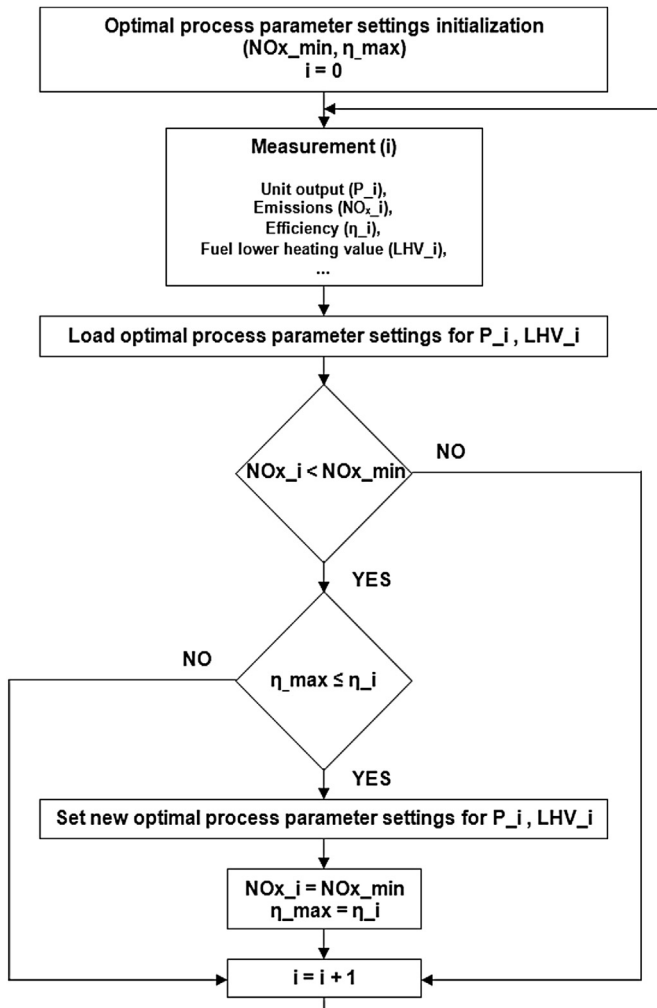 Optimal process parameter settings initialization
(NOx_min, η_max)
i = 0
Measurement (i)
Unit output (P_i),
Emissions (NOₓ_i),
Efficiency (η_i),
Fuel lower heating value (LHV_i),
...
Load optimal process parameter settings for P_i , LHV_i
NOx_i < NOx_min
NO
YES
NO
η_max ≤ η_i
YES
Set new optimal process parameter settings for P_i , LHV_i
NOx_i = NOx_min
η_max = η_i
i = i + 1